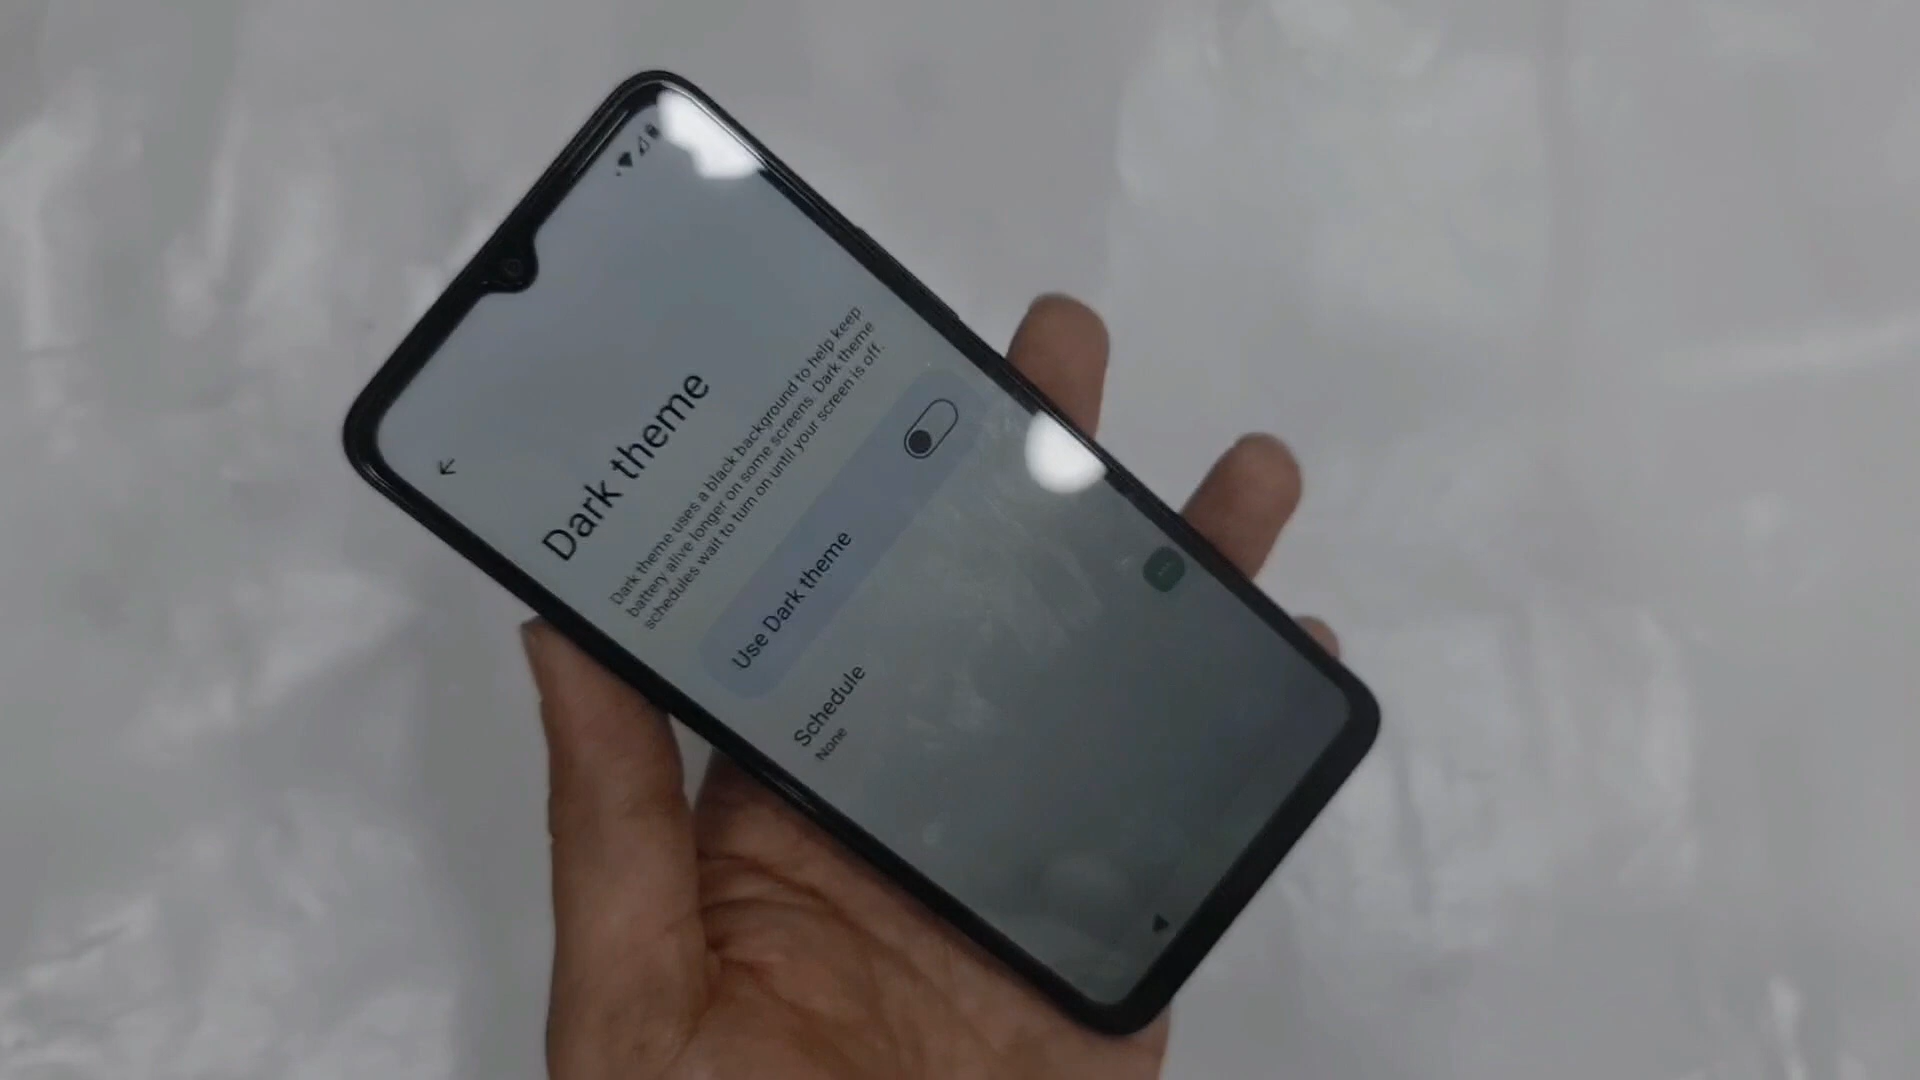 Dark theme
Dark theme uses a black background to help keep
battery alive longer on some screens. Dark theme
schedules wait to turn on until your screen is off.
Use Dark theme
Schedule
None